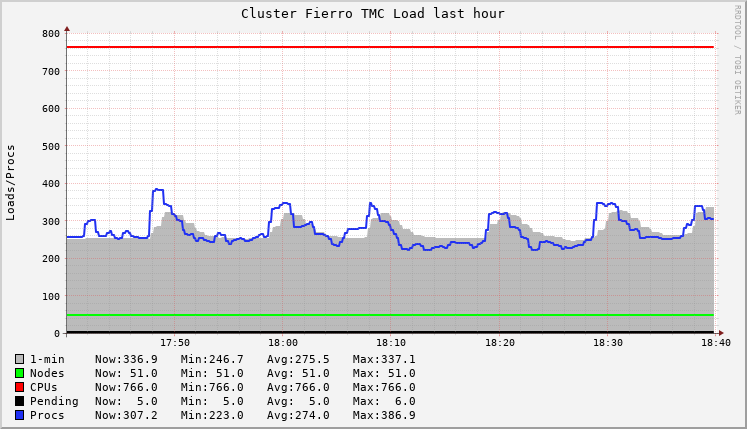 Cluster Fierro TMC Load last hour
RRDTOOL / TOBI OETIKER
Loads/Procs
800
700
600
500
400
300
200
100
0
17:50 18:00 18:10 18:20 18:30 18:40
1-min Now:336.9 Min:246.7 Avg:275.5 Max:337.1
Nodes Now: 51.0 Min: 51.0 Avg: 51.0 Max: 51.0
CPUs Now:766.0 Min:766.0 Avg:766.0 Max:766.0
Pending Now: 5.0 Min: 5.0 Avg: 5.0 Max: 6.0
Procs Now:307.2 Min:223.0 Avg:274.0 Max:386.9